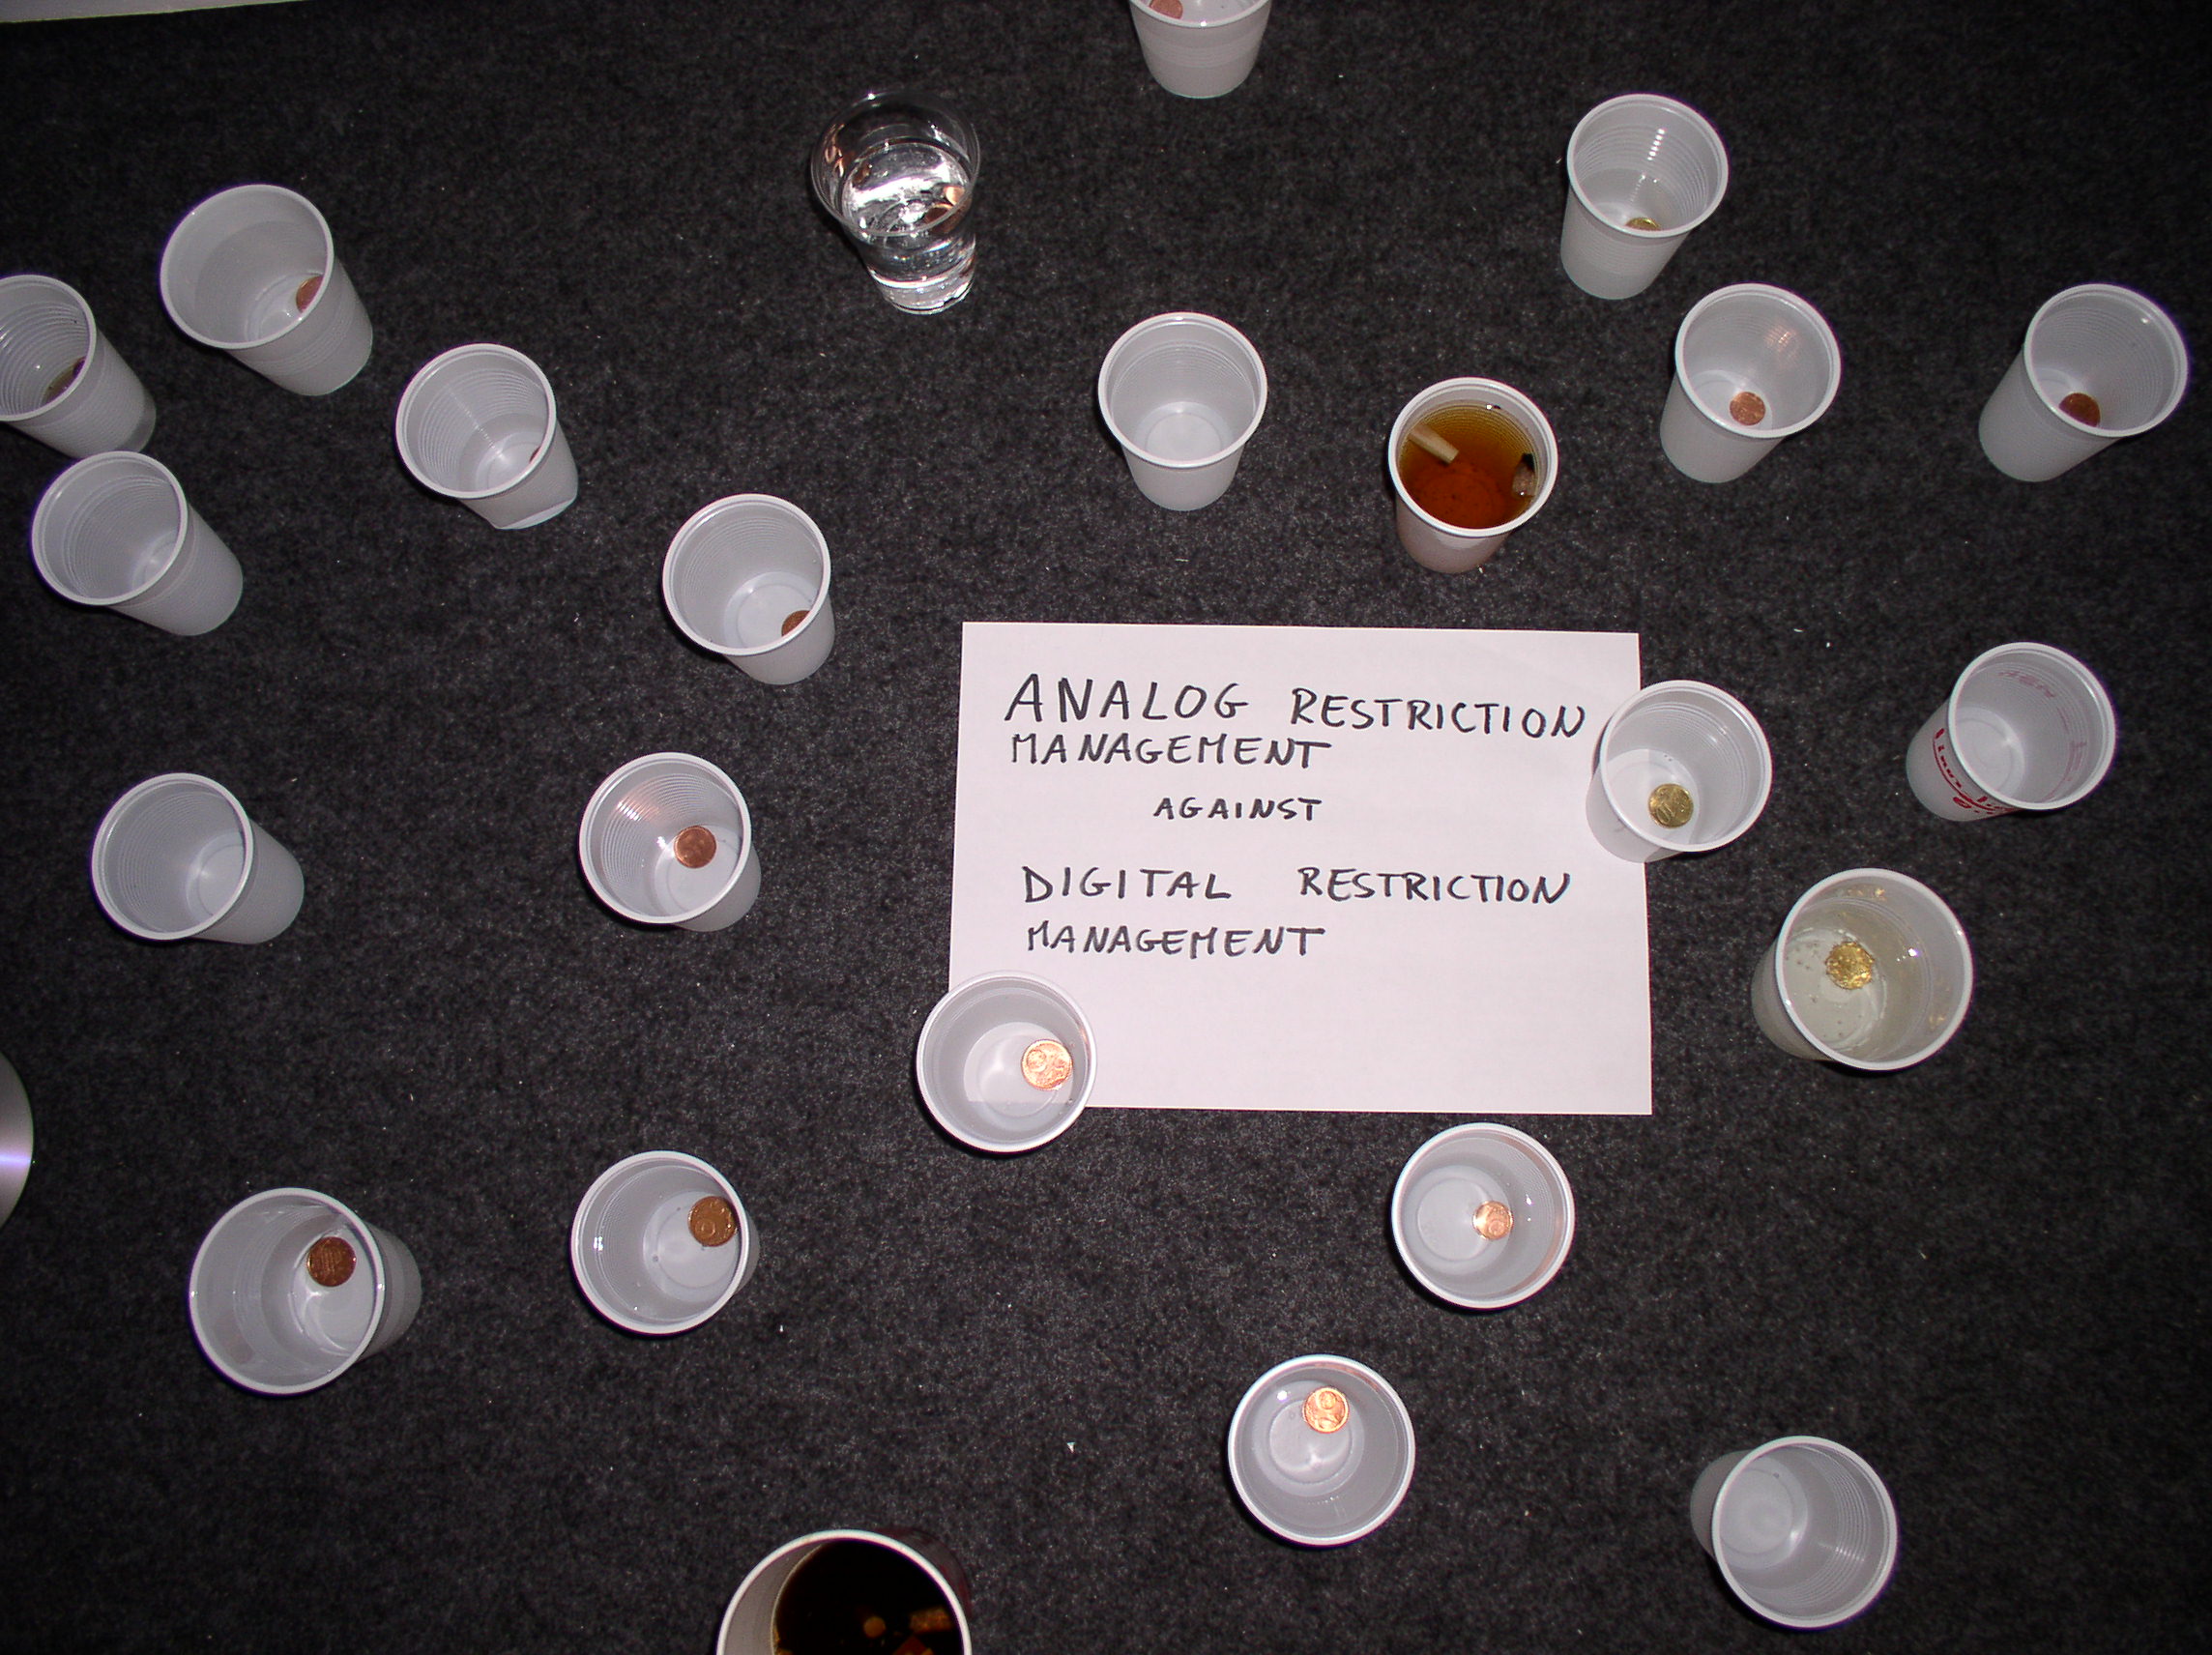 ANALOG RESTRICTION
MANAGEMENT
AGAINST
DIGITAL RESTRICTION
MANAGEMENT